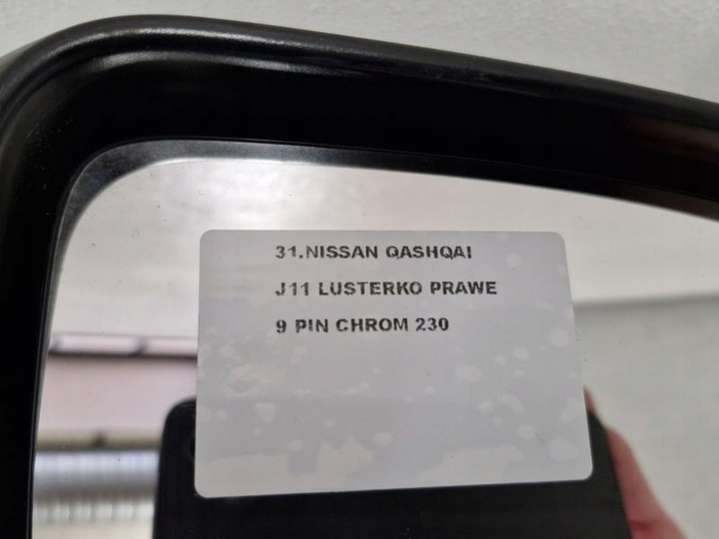 31.NISSAN QASHQAI
J11 LUSTERKO PRAWE
9 PIN CHROM 230